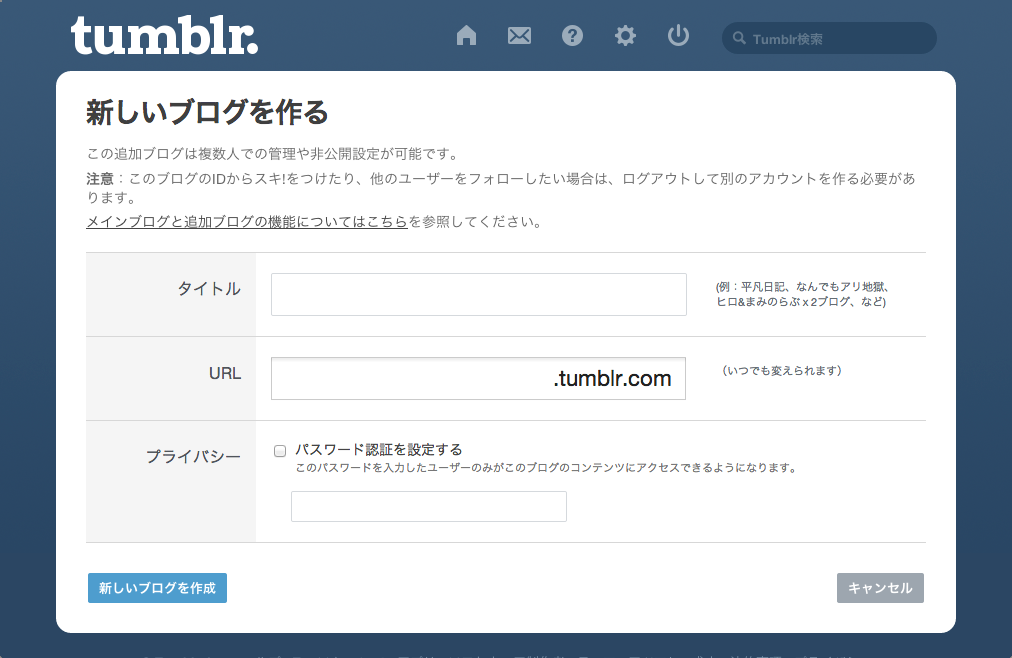 tumblr.
Tumblr検索
新しいブログを作る
この追加ブログは複数人での管理や非公開設定が可能です。
注意：このブログのIDからスキ!をつけたり、他のユーザーをフォローしたい場合は、ログアウトして別のアカウントを作る必要があ
ります。
メインブログと追加ブログの機能についてはこちらを参照してください。
タイトル
(例：平凡日記、なんでもアリ地獄、
ヒロ&まみのらぶｘ2ブログ、など)
URL
.tumblr.com
（いつでも変えられます）
プライバシー
パスワード認証を設定する
このパスワードを入力したユーザーのみがこのブログのコンテンツにアクセスできるようになります。
新しいブログを作成
キャンセル